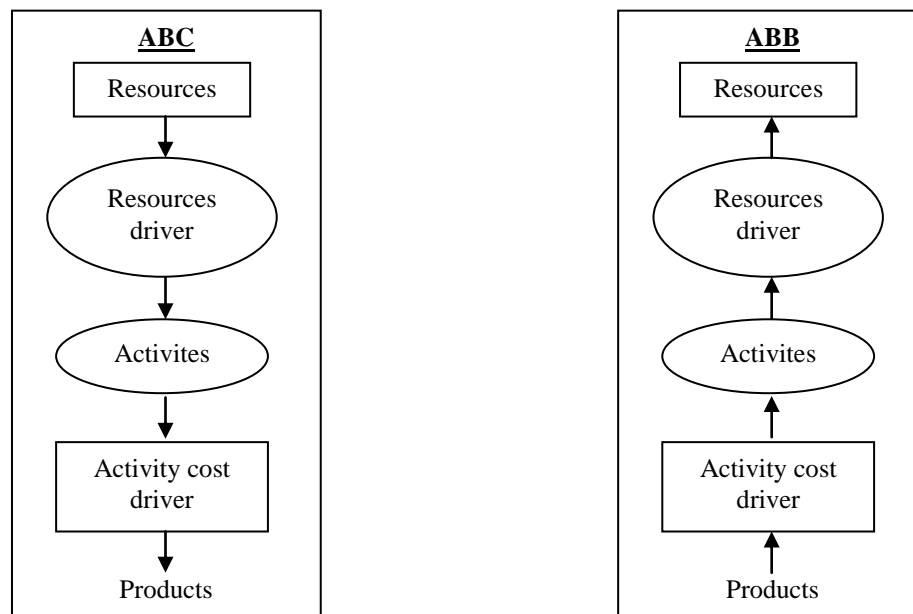 ABC
Resources
Resources
driver
Activites
Activity cost
driver
Products
ABB
Resources
Resources
driver
Activites
Activity cost
driver
Products